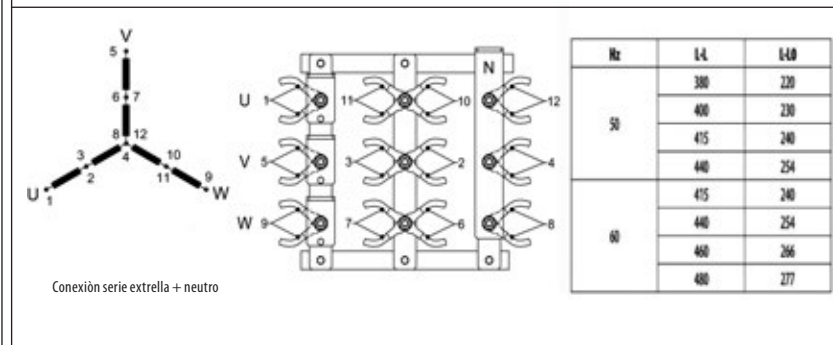 V
5
6 7
8 12
4
3
2
10
11
U
1
9
W
Conexiòn serie extrella + neutro
N
U 1 11 10 12
V 5 3 2 4
W 9 7 6 8
Hz L-L L-L0
50
380 220
400 230
415 240
440 254
60
415 240
440 254
460 266
480 277